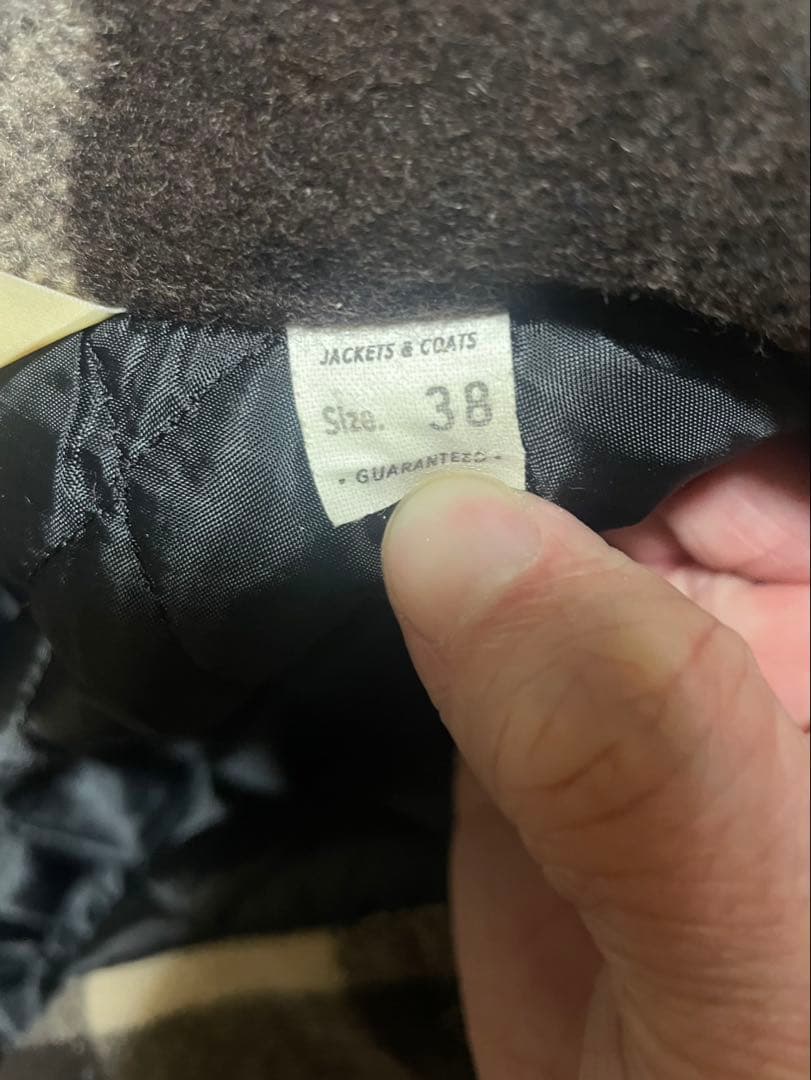 JACKETS & COATS
Size. 38
• GUARANTEED •